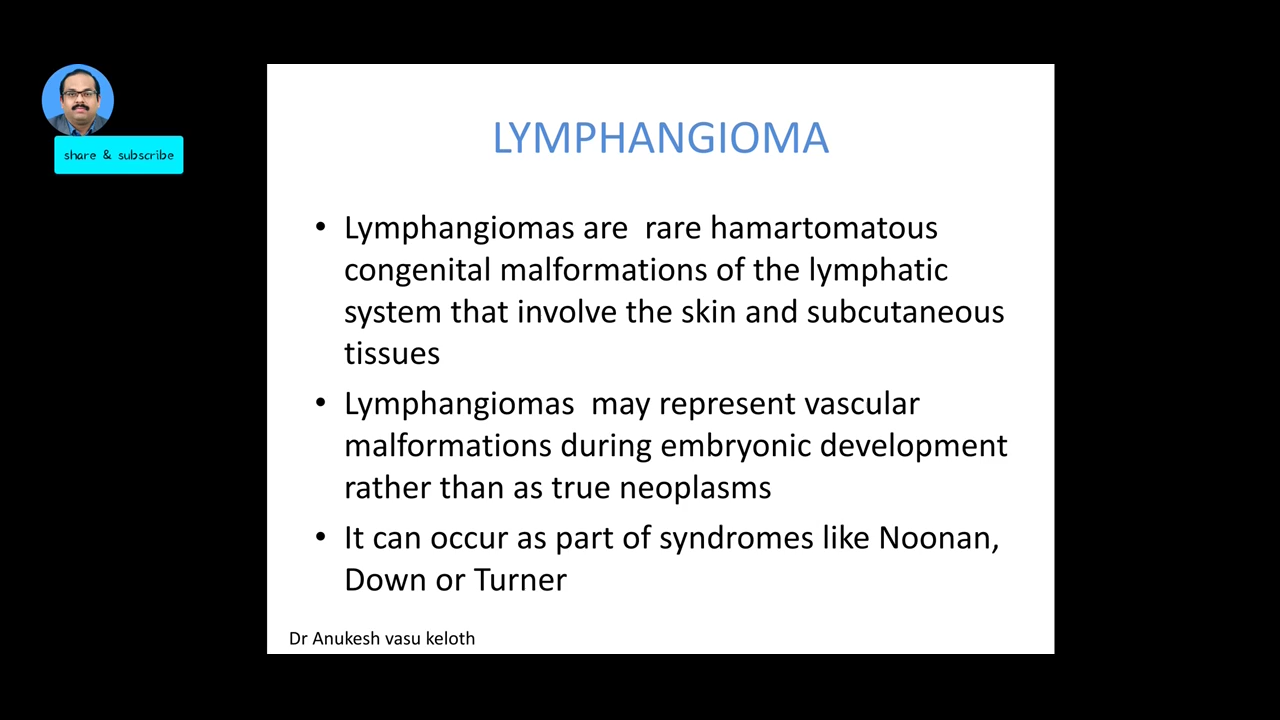 share & subscribe
LYMPHANGIOMA
• Lymphangiomas are rare hamartomatous
congenital malformations of the lymphatic
system that involve the skin and subcutaneous
tissues
• Lymphangiomas may represent vascular
malformations during embryonic development
rather than as true neoplasms
• It can occur as part of syndromes like Noonan,
Down or Turner
Dr Anukesh vasu keloth